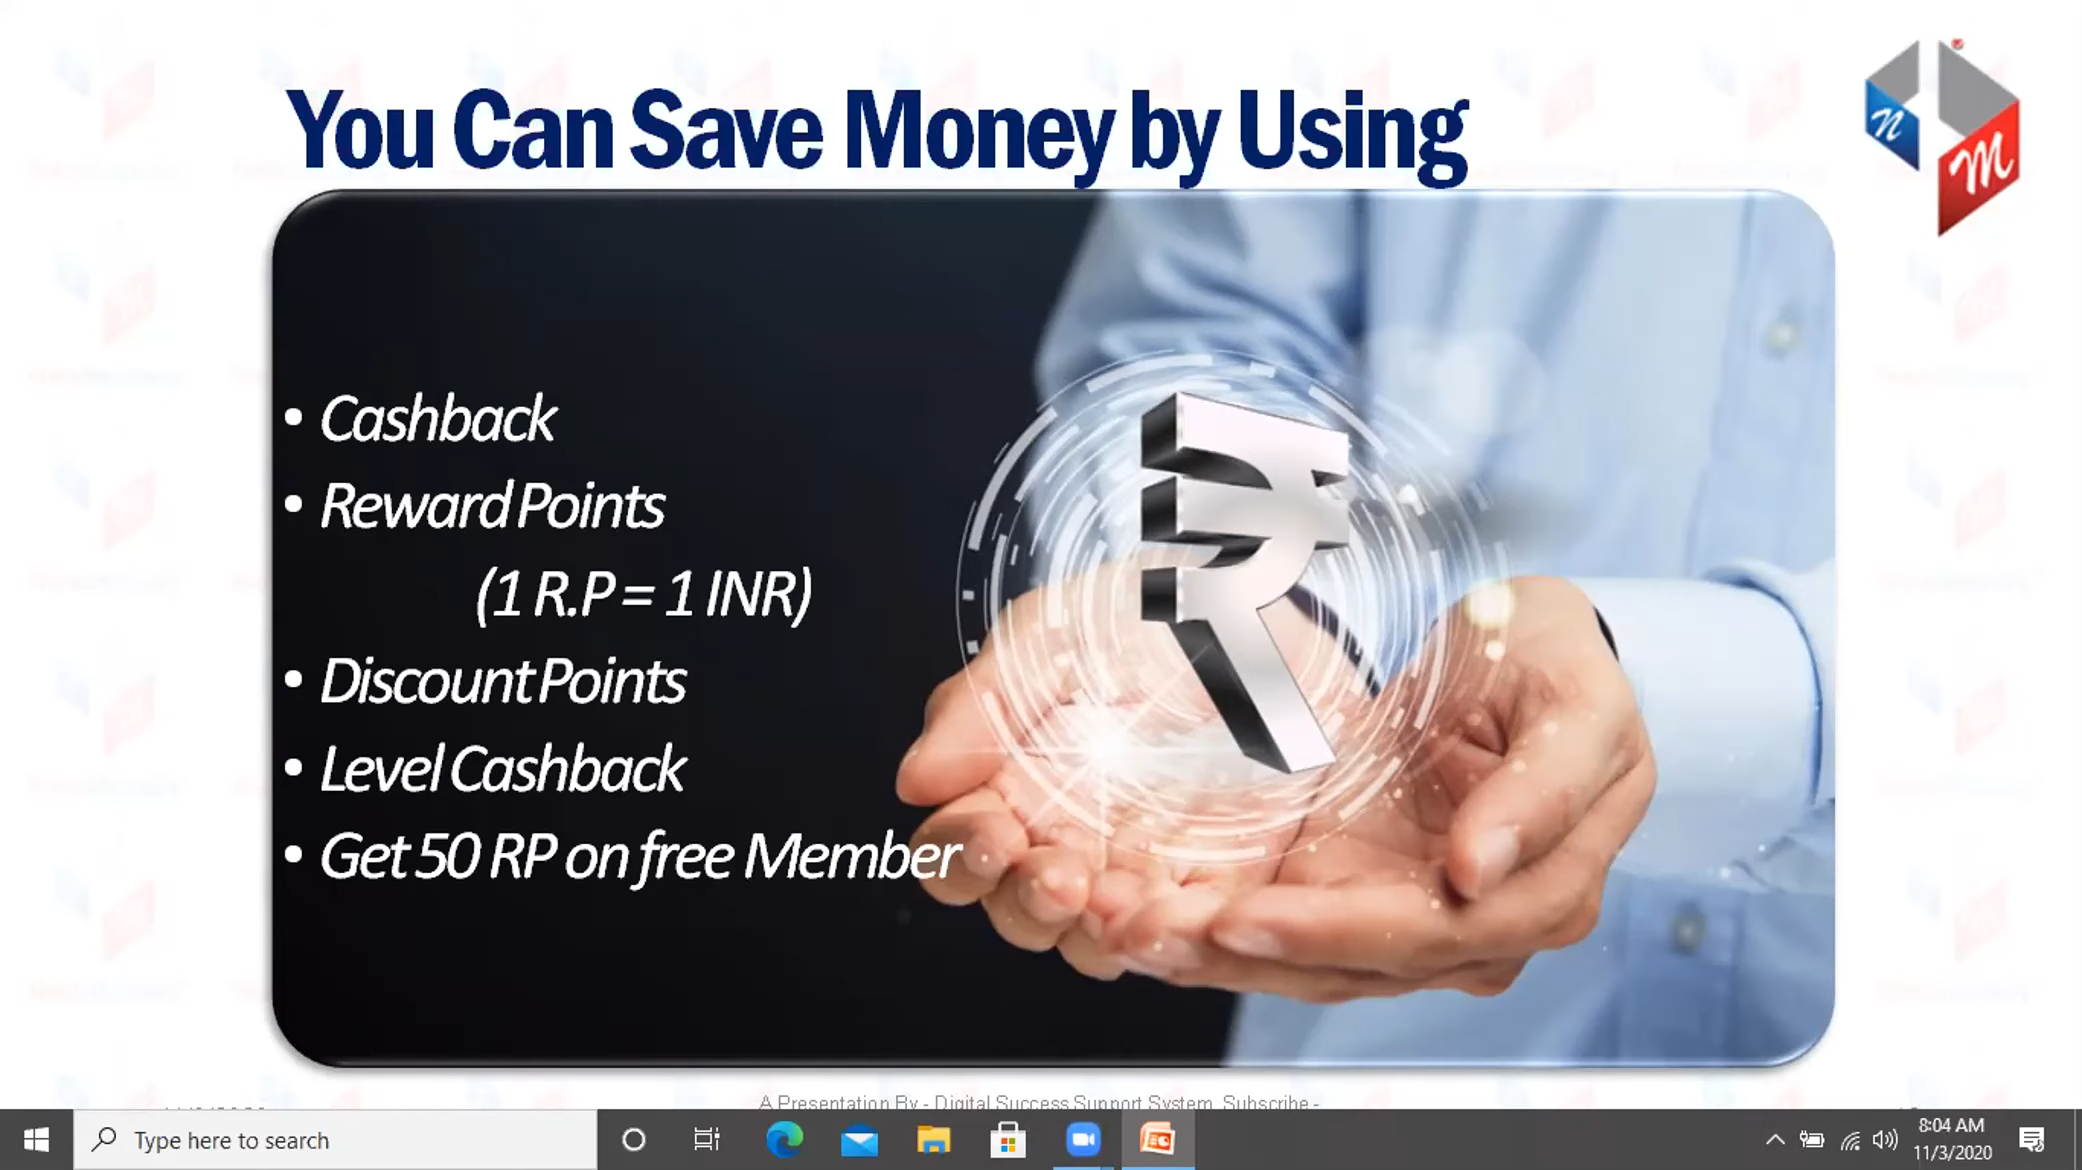 You Can Save Money by Using
n
M
• Cashback
• Reward Points
(1 R.P = 1 INR)
• Discount Points
• Level Cashback
• Get 50 RP on free Member
A Presentation By - Digital Success Support System, Subscribe -
Type here to search
8:04 AM
11/3/2020